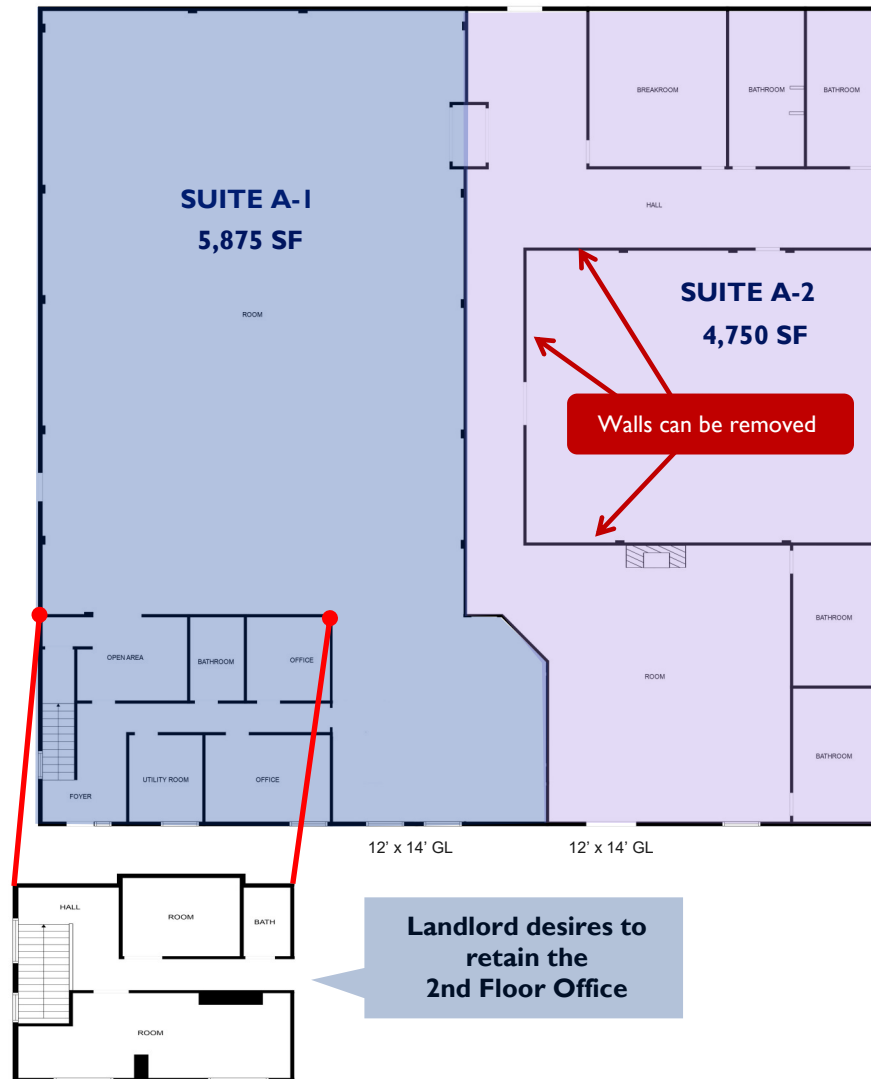 BREAKROOM
BATHROOM
BATHROOM
SUITE A-1
5,875 SF
HALL
ROOM
SUITE A-2
4,750 SF
Walls can be removed
OPEN AREA
BATHROOM
OFFICE
BATHROOM
ROOM
UTILITY ROOM
OFFICE
FOYER
BATHROOM
12' x 14' GL
12' x 14' GL
HALL
ROOM
BATH
ROOM
Landlord desires to
retain the
2nd Floor Office